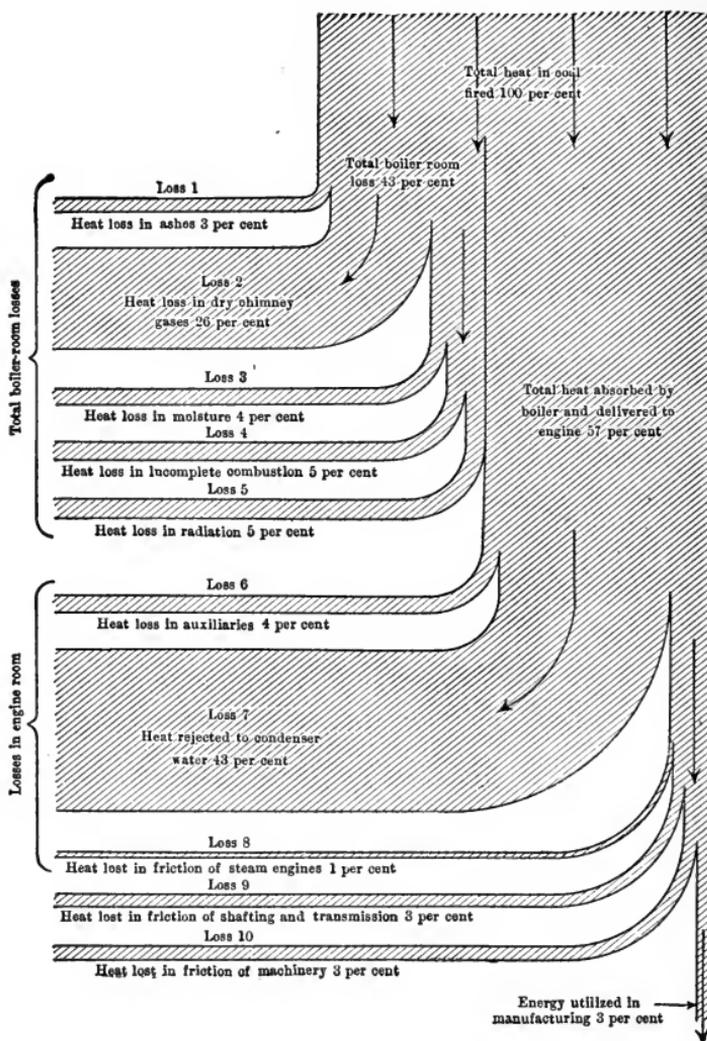 Total heat in coal
fired 100 per cent
Total boiler room
loss 43 per cent
Total boiler-room losses
Loss 1
Heat loss in ashes 3 per cent
Loss 2
Heat loss in dry chimney
gases 26 per cent
Loss 3
Heat loss in moisture 4 per cent
Loss 4
Heat loss in incomplete combustion 5 per cent
Loss 5
Heat loss in radiation 5 per cent
Total heat absorbed by
boiler and delivered to
engine 57 per cent
Losses in engine room
Loss 6
Heat loss in auxiliaries 4 per cent
Loss 7
Heat rejected to condenser
water 43 per cent
Loss 8
Heat lost in friction of steam engines 1 per cent
Loss 9
Heat lost in friction of shafting and transmission 3 per cent
Loss 10
Heat lost in friction of machinery 3 per cent
Energy utilized in
manufacturing 3 per cent